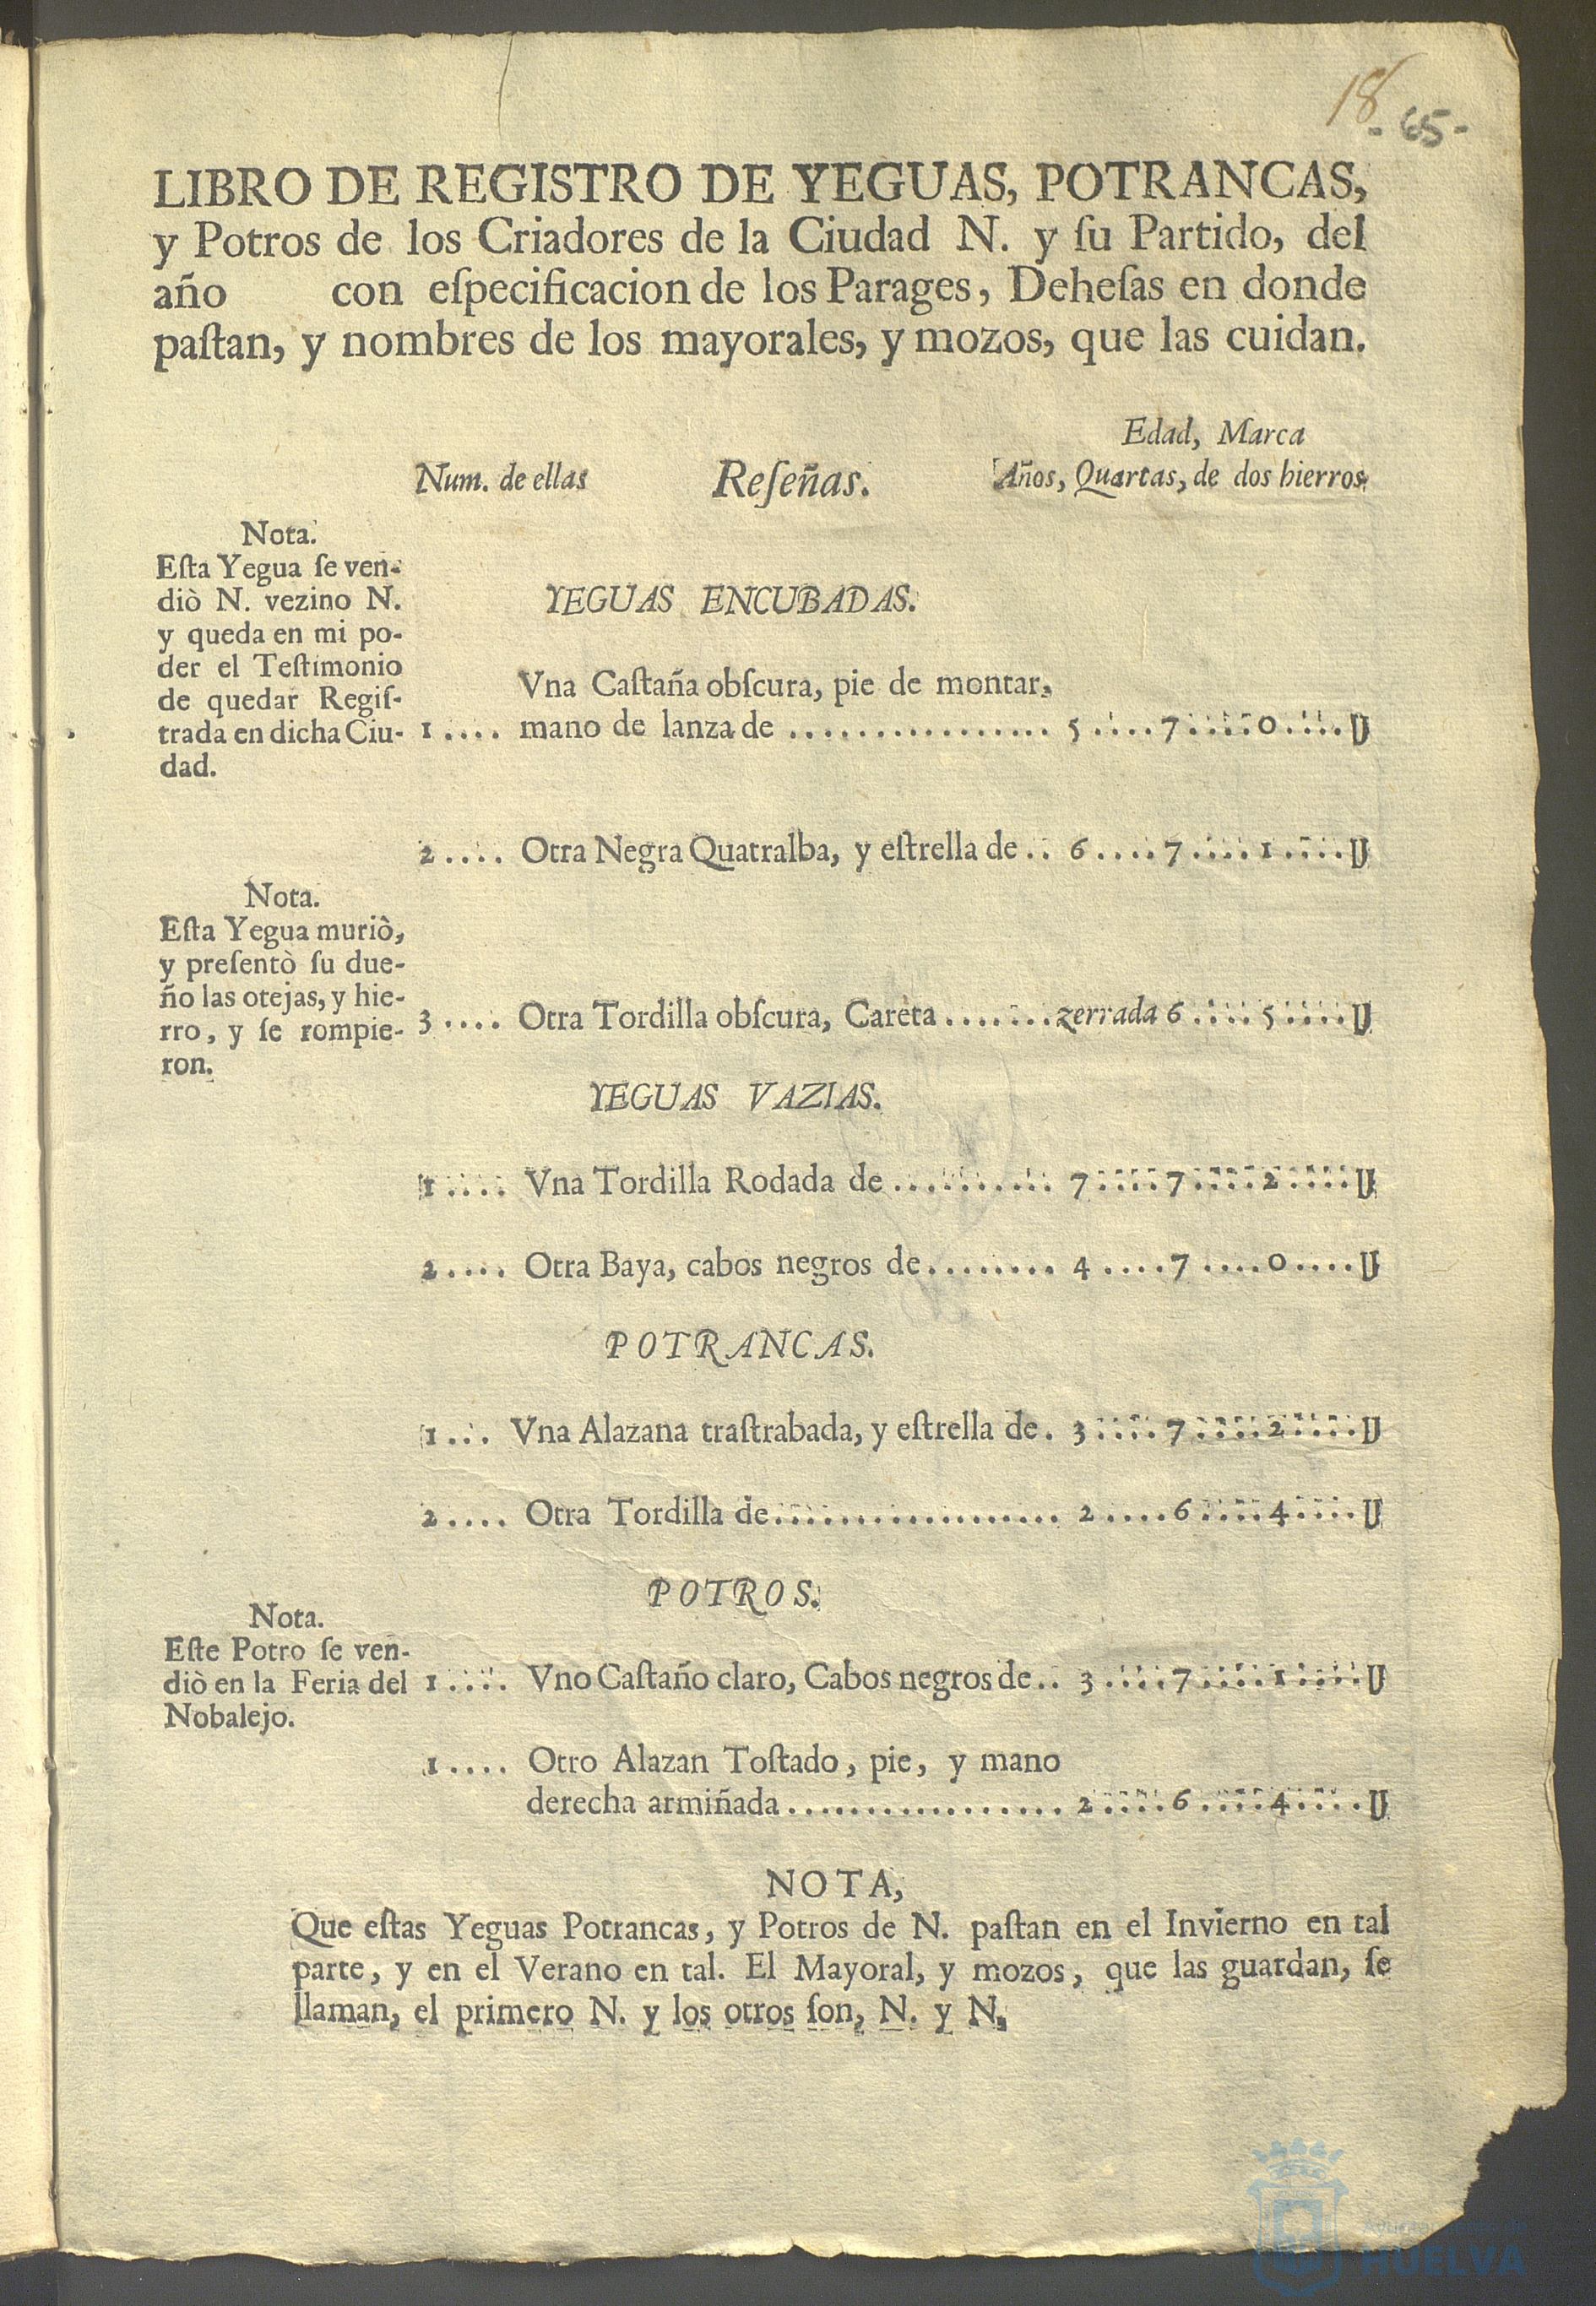 18
- 65 -
LIBRO DE REGISTRO DE YEGUAS, POTRANCAS,
y Potros de los Criadores de la Ciudad N. y ſu Partido, del
año con eſpecificacion de los Parages, Deheſas en donde
paſtan, y nombres de los mayorales, y mozos, que las cuidan.
Edad, Marca
Num. de ellas Reſeñas. Años, Quartas, de dos hierros.
Nota.
Eſta Yegua ſe ven-
diò N. vezino N.
y queda en mi po-
der el Teſtimonio
de quedar Regiſ-
trada en dicha Ciu-
dad.
YEGUAS ENCUBADAS.
Vna Caſtaña obſcura, pie de montar,
1.... mano de lanza de ................ 5....7....0....U
2.... Otra Negra Quatralba, y eſtrella de.. 6....7....1....U
Nota.
Eſta Yegua muriò,
y preſentò ſu due-
ño las otejas, y hie-
rro, y ſe rompie-
ron.
3.... Otra Tordilla obſcura, Careta.......zerrada 6....5....U
YEGUAS VAZIAS.
1.... Vna Tordilla Rodada de.......... 7....7....2....U
2.... Otra Baya, cabos negros de........ 4....7....0....U
POTRANCAS.
1... Vna Alazana traſtrabada, y eſtrella de. 3....7....2....U
2.... Otra Tordilla de.................. 2....6....4....U
POTROS.
Nota.
Eſte Potro ſe ven-
diò en la Feria del
Nobalejo.
1.... Vno Caſtaño claro, Cabos negros de.. 3....7....1....U
1.... Otro Alazan Toſtado, pie, y mano
derecha armiñada................. 2....6....4....U
NOTA,
Que eſtas Yeguas Potrancas, y Potros de N. paſtan en el Invierno en tal
parte, y en el Verano en tal. El Mayoral, y mozos, que las guardan, ſe
llaman, el primero N. y los otros ſon, N. y N.
HUELVA